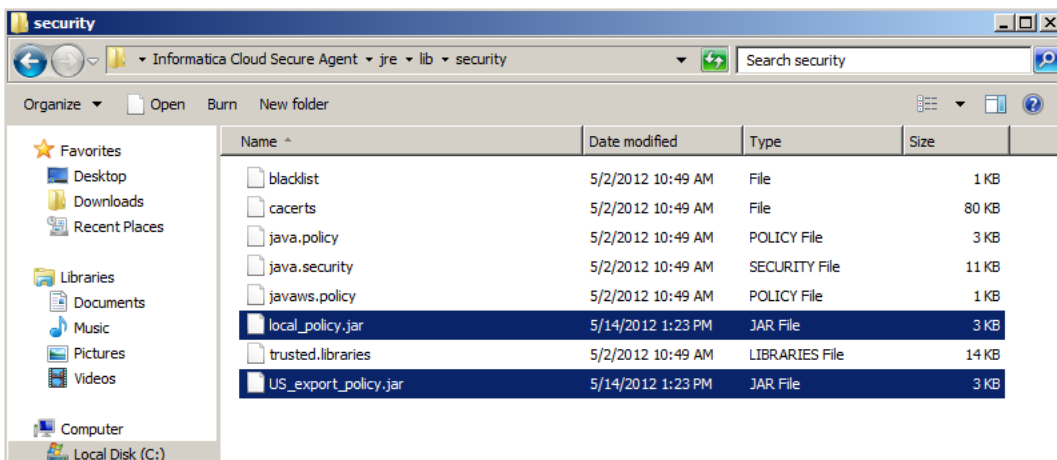 security
Informatica Cloud Secure Agent jre lib security
Search security
Organize Open Burn New folder
Favorites
Desktop
Downloads
Recent Places
Libraries
Documents
Music
Pictures
Videos
Computer
Local Disk (C:)
Name Date modified Type Size
blacklist 5/2/2012 10:49 AM File 1 KB
cacerts 5/2/2012 10:49 AM File 80 KB
java.policy 5/2/2012 10:49 AM POLICY File 3 KB
java.security 5/2/2012 10:49 AM SECURITY File 11 KB
javaws.policy 5/2/2012 10:49 AM POLICY File 1 KB
local_policy.jar 5/14/2012 1:23 PM JAR File 3 KB
trusted.libraries 5/2/2012 10:49 AM LIBRARIES File 14 KB
US_export_policy.jar 5/14/2012 1:23 PM JAR File 3 KB